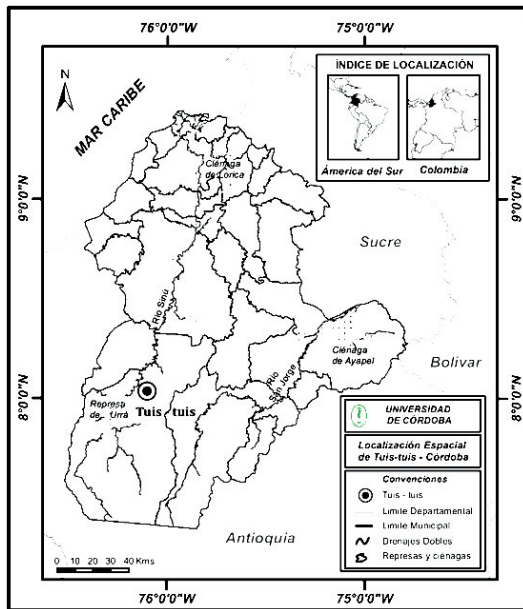 76°0'0"W
75°0'0"W
N
MAR CARIBE
ÍNDICE DE LOCALIZACIÓN
América del Sur
Colombia
Ciénaga
de Lorica
9°0'0"N
9°0'0"N
Sucre
Río Sinú
Ciénaga
de Ayapel
Bolívar
Río
San Jorge
8°0'0"N
8°0'0"N
Represa
de Urrá
Tuis - tuis
UNIVERSIDAD
DE CÓRDOBA
Localización Espacial
de Tuis-tuis - Córdoba
Convenciones
Tuis - tuis
Límite Departamental
Límite Municipal
Drenajes Dobles
Represas y ciénagas
Antioquia
0 10 20 30 40 Kms
76°0'0"W
75°0'0"W